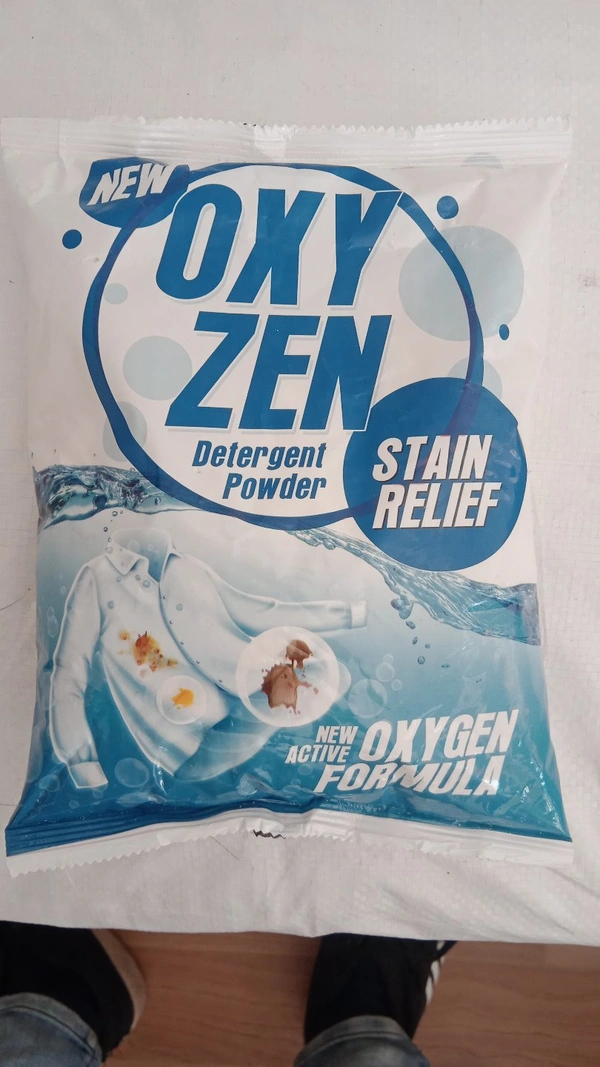 NEW
OXY
ZEN
Detergent
Powder
STAIN
RELIEF
NEW
ACTIVE
OXYGEN
FORMULA